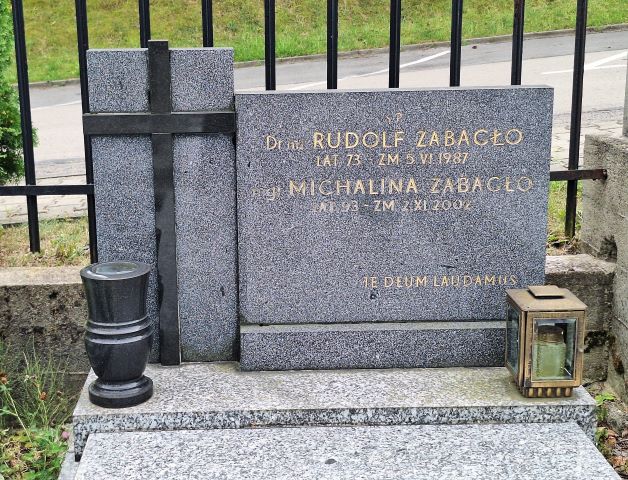 Dr inż. RUDOLF ZABAGŁO
LAT 73 - ZM 5 VI 1987
mgr MICHALINA ZABAGŁO
LAT 93 - ZM 2 XI 2002
TE DEUM LAUDAMUS